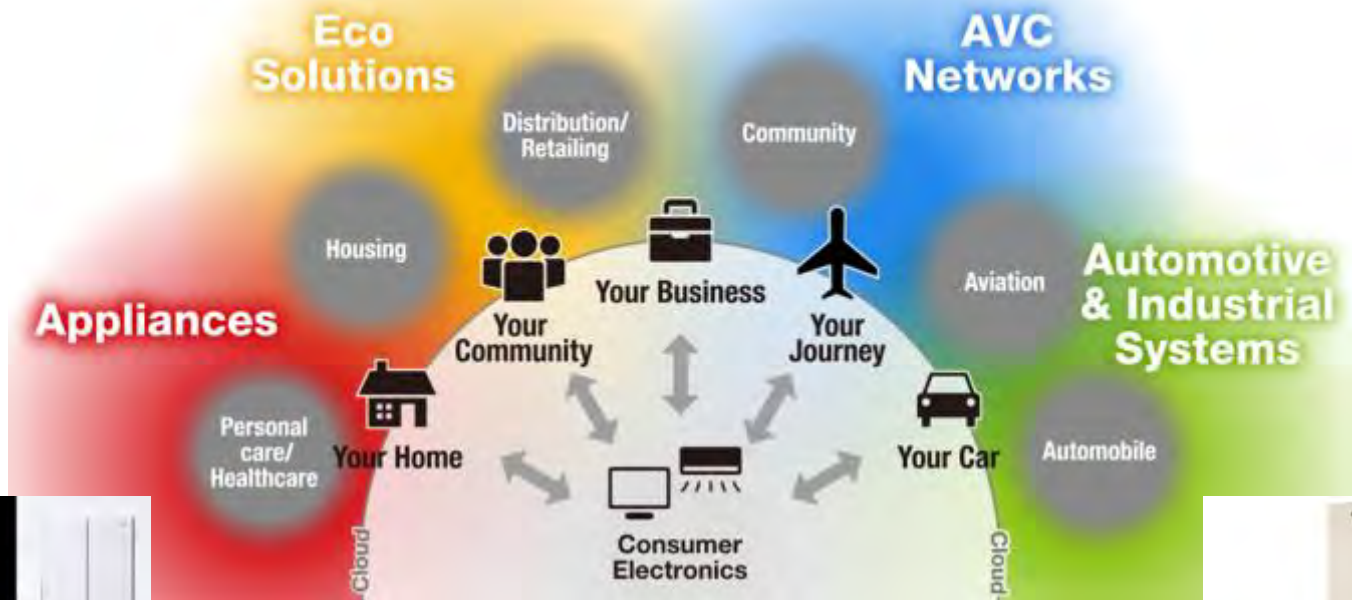 Eco
Solutions
AVC
Networks
Distribution/
Retailing
Community
Housing
Your Business
Aviation
Automotive
& Industrial
Systems
Appliances
Your
Community
Your
Journey
Personal
care/
Healthcare
Your Home
Your Car
Automobile
Consumer
Electronics
Cloud
Cloud